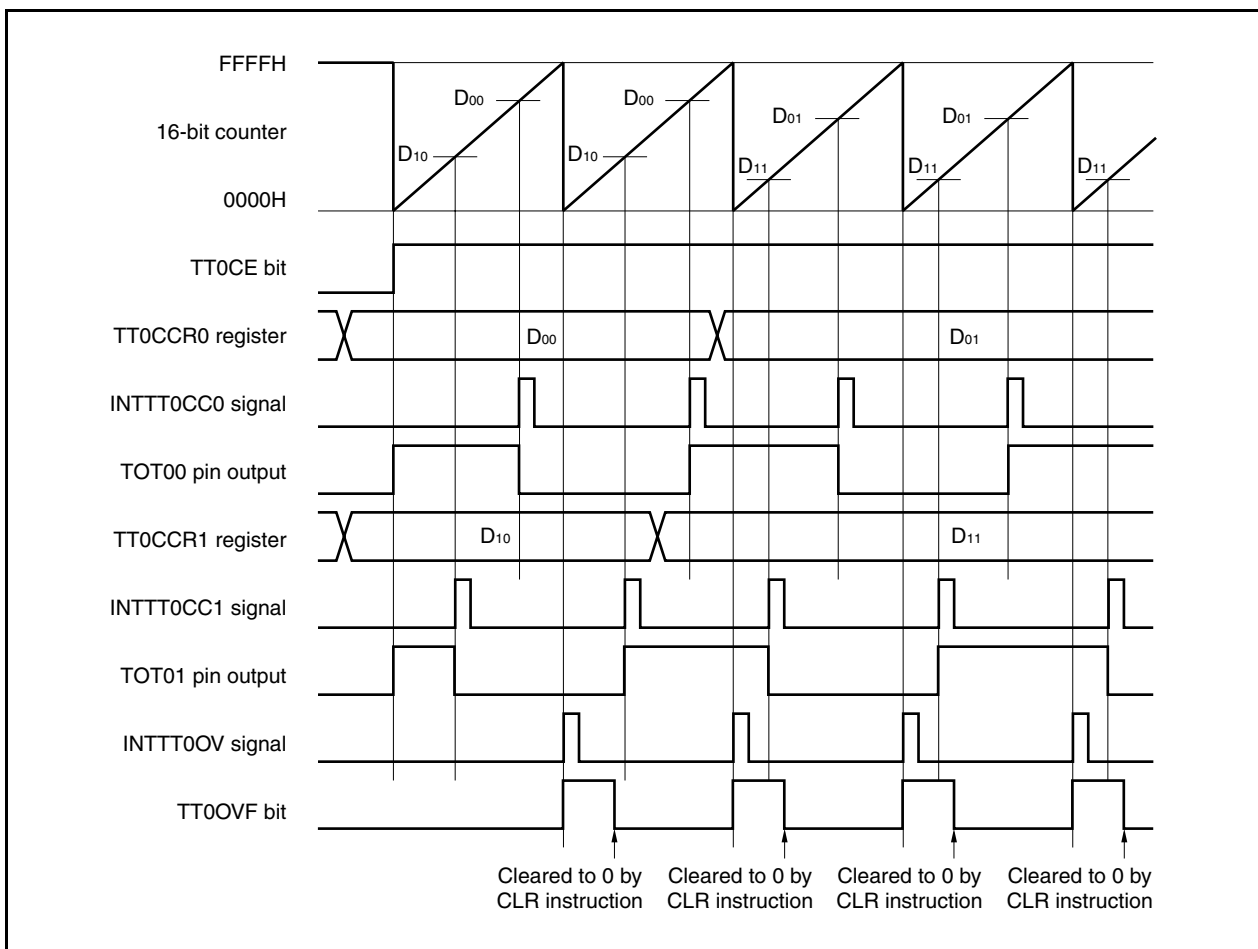 FFFFH
16-bit counter
0000H
D10
D00
D10
D00
D11
D01
D11
D01
D11
TT0CE bit
TT0CCR0 register
D00
D01
INTTT0CC0 signal
TOT00 pin output
TT0CCR1 register
D10
D11
INTTT0CC1 signal
TOT01 pin output
INTTT0OV signal
TT0OVF bit
Cleared to 0 by
CLR instruction
Cleared to 0 by
CLR instruction
Cleared to 0 by
CLR instruction
Cleared to 0 by
CLR instruction